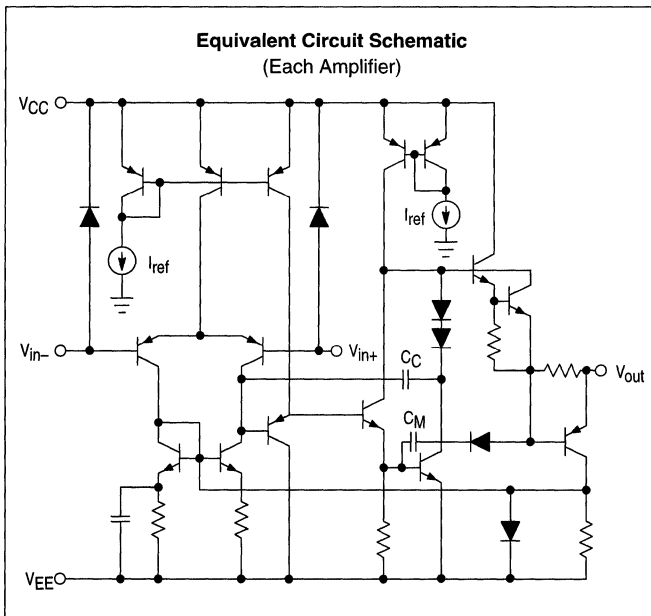 Equivalent Circuit Schematic
(Each Amplifier)
VCC
Iref
Iref
Vin–
Vin+
CC
Vout
CM
VEE